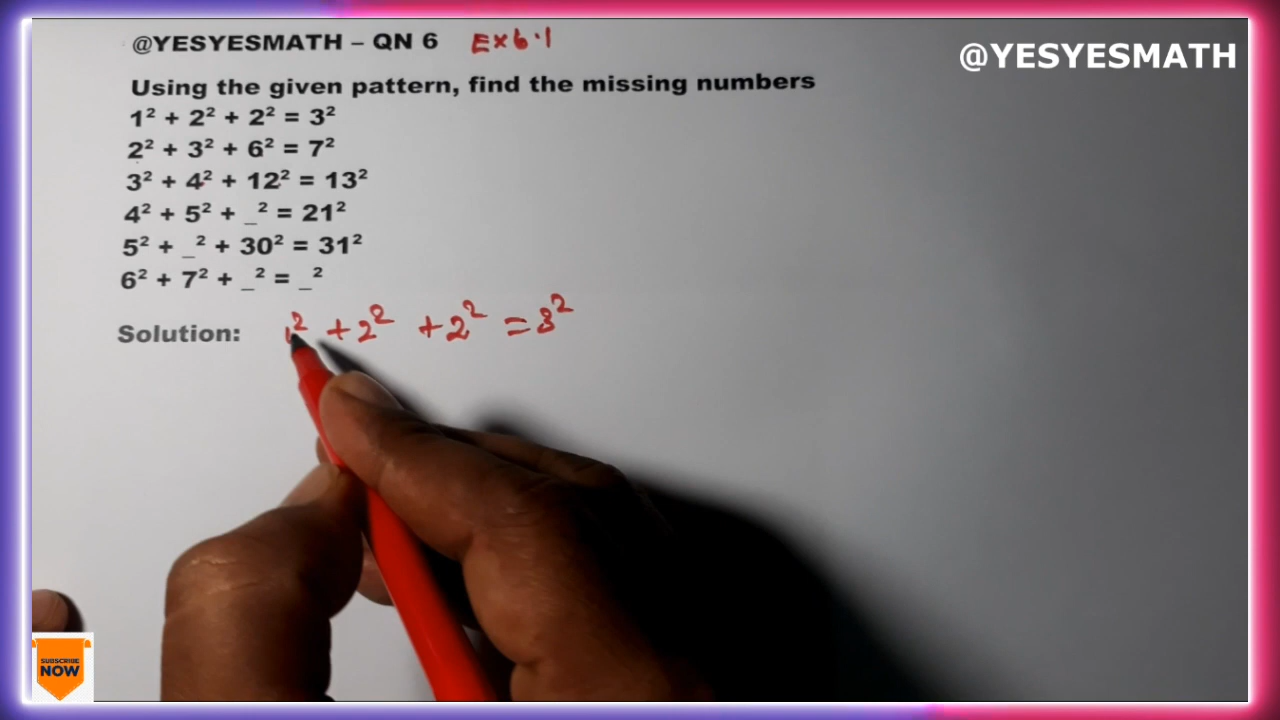 @YESYESMATH – QN 6 Ex 6.1
@YESYESMATH
Using the given pattern, find the missing numbers
1² + 2² + 2² = 3²
2² + 3² + 6² = 7²
3² + 4² + 12² = 13²
4² + 5² + _² = 21²
5² + _² + 30² = 31²
6² + 7² + _² = _²
Solution: 1² + 2² + 2² = 3²
SUBSCRIBE
NOW